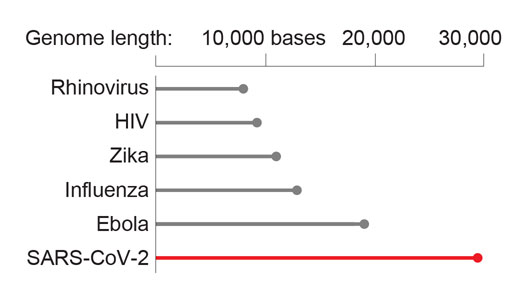 Genome length: 10,000 bases 20,000 30,000
Rhinovirus
HIV
Zika
Influenza
Ebola
SARS-CoV-2